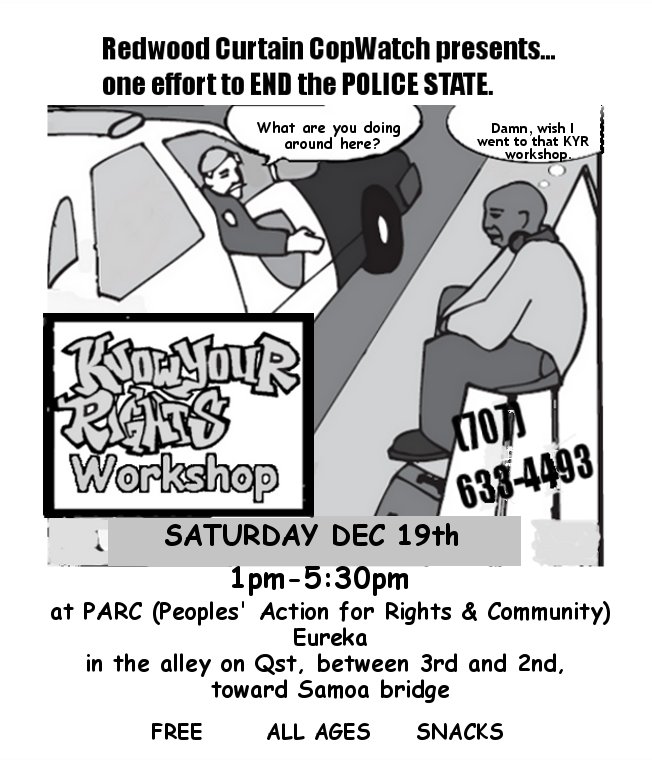 Redwood Curtain CopWatch presents...
one effort to END the POLICE STATE.
What are you doing
around here?
Damn, wish I
went to that KYR
workshop.
KNOW YOUR
RIGHTS
Workshop
(707)
633-4493
SATURDAY DEC 19th
1pm-5:30pm
at PARC (Peoples' Action for Rights & Community)
Eureka
in the alley on Qst, between 3rd and 2nd,
toward Samoa bridge
FREE ALL AGES SNACKS